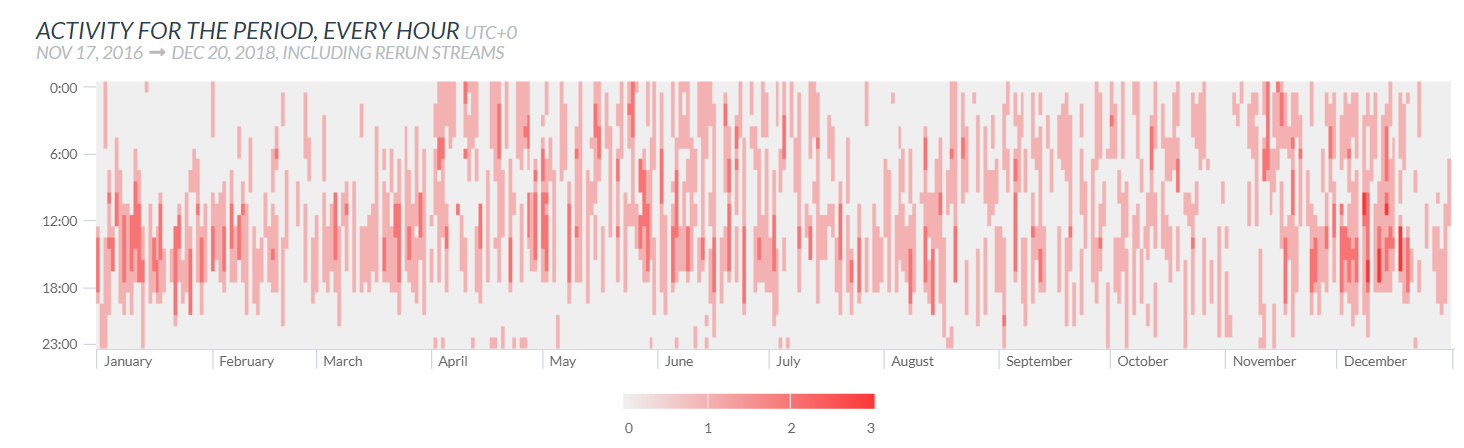 ACTIVITY FOR THE PERIOD, EVERY HOUR UTC+0
NOV 17, 2016 → DEC 20, 2018, INCLUDING RERUN STREAMS
0:00
6:00
12:00
18:00
23:00
January February March April May June July August September October November December
0 1 2 3